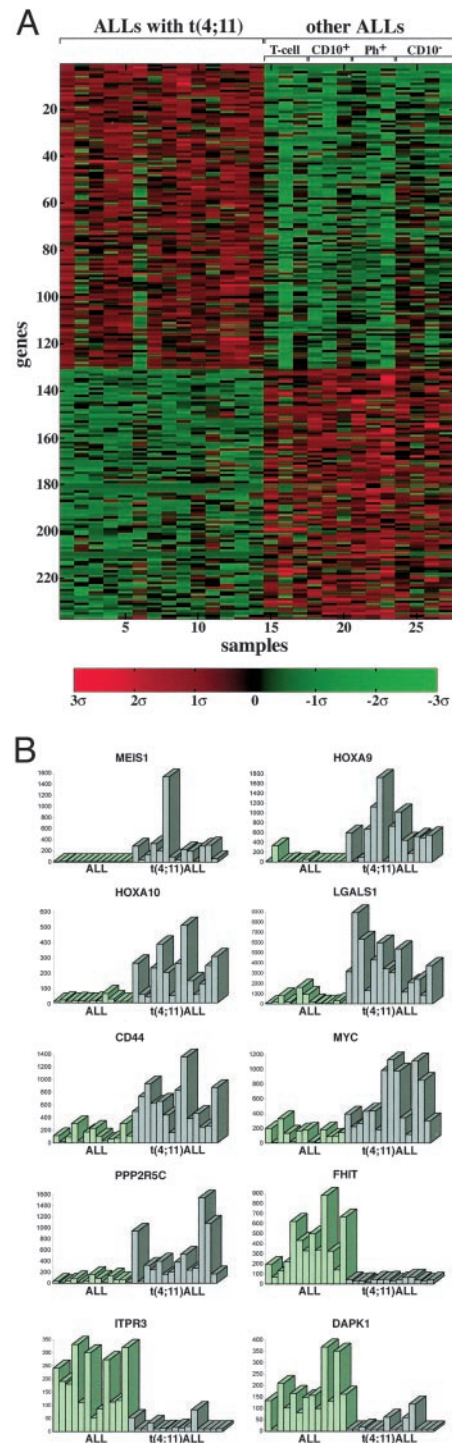 A
ALLs with t(4;11) other ALLs
T-cell CD10+ Ph+ CD10-
genes
20
40
60
80
100
120
140
160
180
200
220
5 10 15 20 25
samples
3σ 2σ 1σ 0 -1σ -2σ -3σ
B
MEIS1 HOXA9
1600 1400 1200 1000 800 600 400 200 0
1800 1600 1400 1200 1000 800 600 400 200 0
ALL t(4;11)ALL ALL t(4;11)ALL
HOXA10 LGALS1
600 500 400 300 200 100 0
9000 8000 7000 6000 5000 4000 3000 2000 1000 0
ALL t(4;11)ALL ALL t(4;11)ALL
CD44 MYC
1400 1200 1000 800 600 400 200 0
1200 1000 800 600 400 200 0
ALL t(4;11)ALL ALL t(4;11)ALL
PPP2R5C FHIT
1600 1400 1200 1000 800 600 400 200 0
900 800 700 600 500 400 300 200 100 0
ALL t(4;11)ALL ALL t(4;11)ALL
ITPR3 DAPK1
350 300 250 200 150 100 50 0
400 350 300 250 200 150 100 50 0
ALL t(4;11)ALL ALL t(4;11)ALL